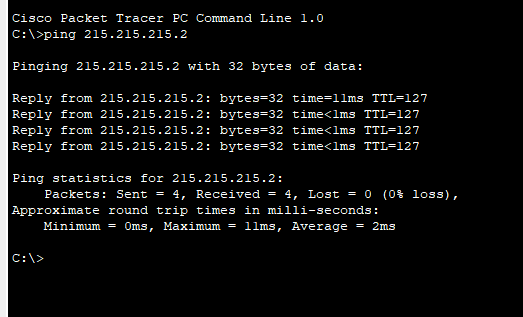 Cisco Packet Tracer PC Command Line 1.0
C:\>ping 215.215.215.2
Pinging 215.215.215.2 with 32 bytes of data:
Reply from 215.215.215.2: bytes=32 time=11ms TTL=127
Reply from 215.215.215.2: bytes=32 time<1ms TTL=127
Reply from 215.215.215.2: bytes=32 time<1ms TTL=127
Reply from 215.215.215.2: bytes=32 time<1ms TTL=127
Ping statistics for 215.215.215.2:
Packets: Sent = 4, Received = 4, Lost = 0 (0% loss),
Approximate round trip times in milli-seconds:
Minimum = 0ms, Maximum = 11ms, Average = 2ms
C:\>